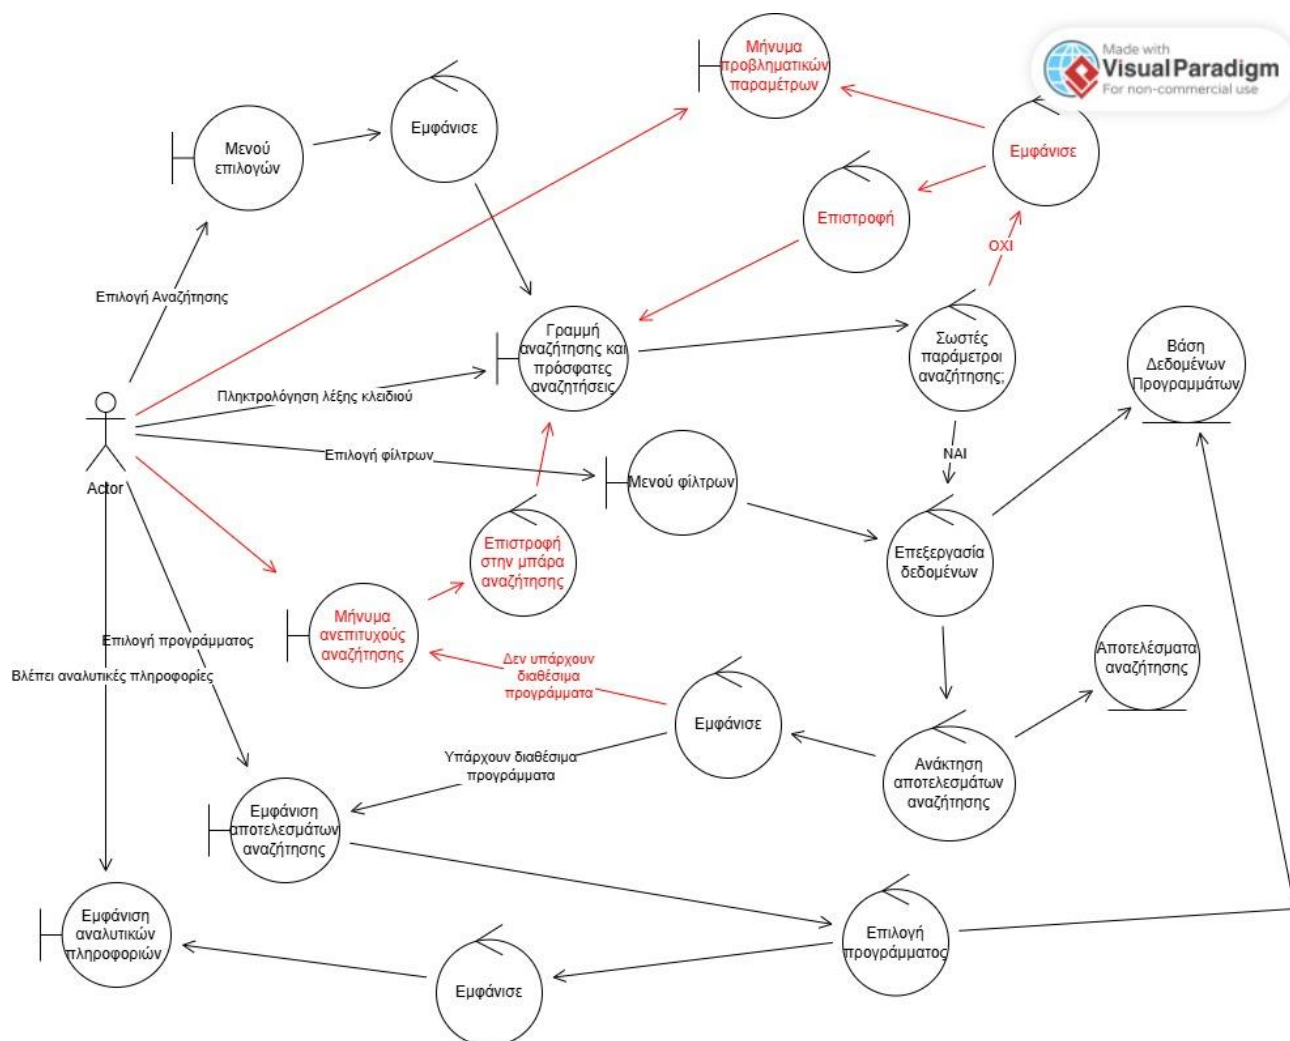 Made with
Visual Paradigm
For non-commercial use
Μήνυμα
προβληματικών
παραμέτρων
Εμφάνισε
Μενού
επιλογών
Εμφάνισε
Επιστροφή
ΟΧΙ
Επιλογή Αναζήτησης
Γραμμή
αναζήτησης και
πρόσφατες
αναζητήσεις
Σωστές
παράμετροι
αναζήτησης;
Βάση
Δεδομένων
Προγραμμάτων
Πληκτρολόγηση λέξης κλειδιού
Επιλογή φίλτρων
ΝΑΙ
Actor
Μενού φίλτρων
Επιστροφή
στην μπάρα
αναζήτησης
Επεξεργασία
δεδομένων
Μήνυμα
ανεπιτυχούς
αναζήτησης
Επιλογή προγράμματος
Βλέπει αναλυτικές πληροφορίες
Δεν υπάρχουν
διαθέσιμα
προγράμματα
Αποτελέσματα
αναζήτησης
Εμφάνισε
Υπάρχουν διαθέσιμα
προγράμματα
Ανάκτηση
αποτελεσμάτων
αναζήτησης
Εμφάνιση
αποτελεσμάτων
αναζήτησης
Εμφάνιση
αναλυτικών
πληροφοριών
Επιλογή
προγράμματος
Εμφάνισε